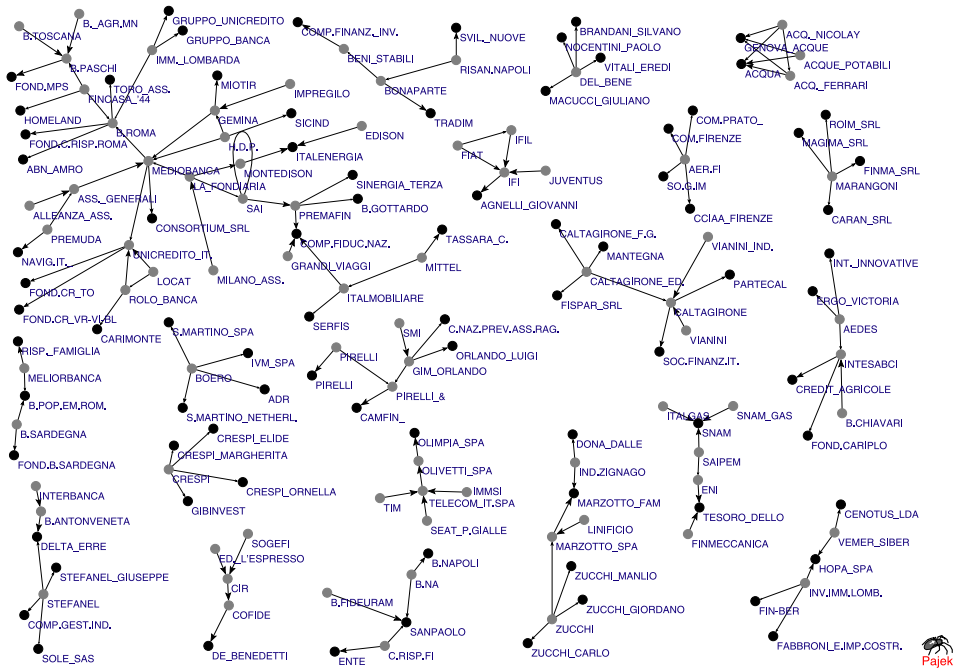 B._AGR.MN
GRUPPO_UNICREDITO
B.TOSCANA
COMP.FINANZ._INV.
SVIL._NUOVE
BRANDANI_SILVANO
ACQ._NICOLAY
GRUPPO_BANCA
NOCENTINI_PAOLO
GENOVA_ACQUE
IMM._LOMBARDA
BENI_STABILI
B.PASCHI
RISAN.NAPOLI
VITALI_EREDI
ACQUE_POTABILI
FOND.MPS
TORO_ASS.
MIOTIR
DEL_BENE
ACQUA
ACQ._FERRARI
FINCASA_'44
IMPREGILO
BONAPARTE
MACUCCI_GIULIANO
HOMELAND
GEMINA
SICIND
TRADIM
COM.PRATO_
ROIM_SRL
B.ROMA
EDISON
COM.FIRENZE
MAGIMA_SRL
FOND.C.RISP.ROMA
H.D.P.
ITALENERGIA
IFIL
FIAT
ABN_AMRO
MEDIOBANCA
MONTEDISON
AER.FI
FINMA_SRL
LA_FONDIARIA
SINERGIA_TERZA
IFI
JUVENTUS
SO.G.IM
MARANGONI
ASS._GENERALI
SAI
B.GOTTARDO
AGNELLI_GIOVANNI
CARAN_SRL
ALLEANZA_ASS.
PREMAFIN
CCIAA_FIRENZE
CONSORTIUM_SRL
PREMUDA
COMP.FIDUC.NAZ.
TASSARA_C.
CALTAGIRONE_F.G.
VIANINI_IND.
NAVIG.IT.
UNICREDITO_IT.
GRANDI_VIAGGI
MITTEL
MANTEGNA
INT._INNOVATIVE
FOND.CR_TO
LOCAT
MILANO_ASS.
CALTAGIRONE_ED.
PARTECAL
ROLO_BANCA
ITALMOBILIARE
FISPAR_SRL
ERGO_VICTORIA
FOND.CR_VR-VI-BL
SERFIS
CALTAGIRONE
AEDES
CARIMONTE
S.MARTINO_SPA
SMI
C.NAZ.PREV.ASS.RAG.
VIANINI
RISP._FAMIGLIA
IVM_SPA
PIRELLI
ORLANDO_LUIGI
SOC.FINANZ.IT.
INTESABCI
MELIORBANCA
BOERO
PIRELLI
GIM_ORLANDO
CREDIT_AGRICOLE
B.POP.EM.ROM.
ADR
PIRELLI_&
S.MARTINO_NETHERL.
CAMFIN_
ITALGAS
SNAM_GAS
B.CHIAVARI
B.SARDEGNA
CRESPI_ELIDE
OLIMPIA_SPA
DONA_DALLE
SNAM
FOND.CARIPLO
CRESPI_MARGHERITA
FOND.B.SARDEGNA
CRESPI
OLIVETTI_SPA
IND.ZIGNAGO
SAIPEM
CRESPI_ORNELLA
IMMSI
ENI
INTERBANCA
GIBINVEST
TIM
TELECOM_IT.SPA
MARZOTTO_FAM
B.ANTONVENETA
SEAT_P.GIALLE
LINIFICIO
TESORO_DELLO
CENOTUS_LDA
DELTA_ERRE
SOGEFI
MARZOTTO_SPA
FINMECCANICA
VEMER_SIBER
ED._L'ESPRESSO
B.NAPOLI
STEFANEL_GIUSEPPE
CIR
B.NA
ZUCCHI_MANLIO
HOPA_SPA
STEFANEL
B.FIDEURAM
INV.IMM.LOMB.
COMP.GEST.IND.
COFIDE
SANPAOLO
ZUCCHI_GIORDANO
FIN-BER
ZUCCHI
SOLE_SAS
DE_BENEDETTI
ENTE
C.RISP.FI
ZUCCHI_CARLO
FABBRONI_E.IMP.COSTR.
Pajek